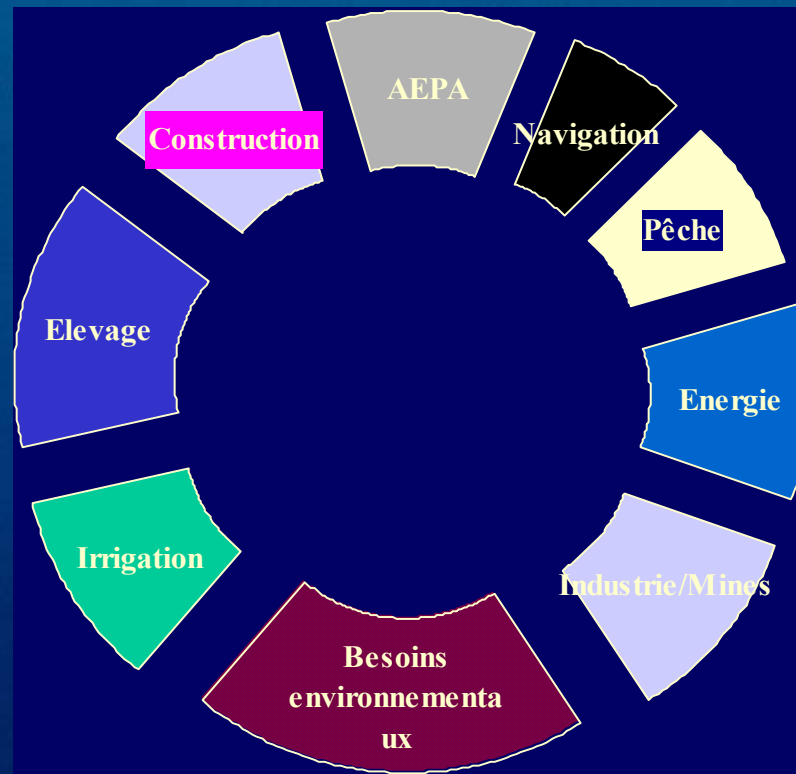 AEPA
Navigation
Construction
Pêche
Elevage
Energie
Irrigation
Industrie/Mines
Besoins
environnementa
ux